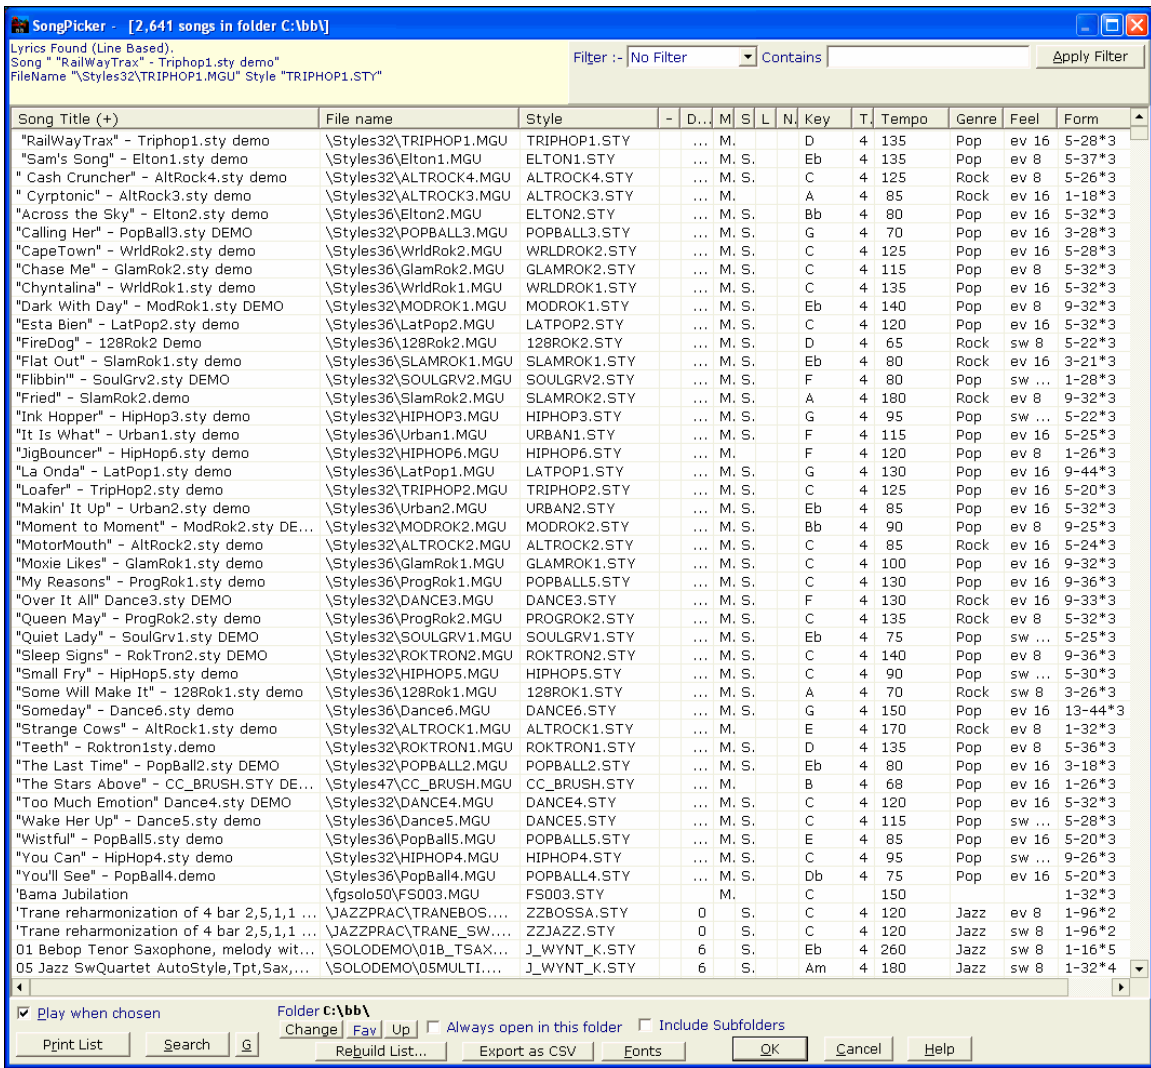 SongPicker - [2,641 songs in folder C:\bb\]
Lyrics Found (Line Based).
Song " "RailWayTrax" - Triphop1.sty demo"
FileName "\Styles32\TRIPHOP1.MGU" Style "TRIPHOP1.STY"
Filter :- No Filter Contains Apply Filter
Song Title (+) File name Style - D... M S L N. Key T. Tempo Genre Feel Form
"RailWayTrax" - Triphop1.sty demo \Styles32\TRIPHOP1.MGU TRIPHOP1.STY ... M. D 4 135 Pop ev 16 5-28*3
"Sam's Song" - Elton1.sty demo \Styles36\Elton1.MGU ELTON1.STY ... M. S. Eb 4 135 Pop ev 8 5-37*3
" Cash Cruncher" - AltRock4.sty demo \Styles32\ALTROCK4.MGU ALTROCK4.STY ... M. S. C 4 125 Rock ev 8 5-26*3
" Cyrptonic" - AltRock3.sty demo \Styles32\ALTROCK3.MGU ALTROCK3.STY ... M. A 4 85 Rock ev 16 1-18*3
"Across the Sky" - Elton2.sty demo \Styles36\Elton2.MGU ELTON2.STY ... M. S. Bb 4 80 Pop ev 16 5-32*3
"Calling Her" - PopBall3.sty DEMO \Styles32\POPBALL3.MGU POPBALL3.STY ... M. S. G 4 70 Pop ev 16 3-28*3
"CapeTown" - WrldRok2.sty demo \Styles36\WrldRok2.MGU WRLDROK2.STY ... M. S. C 4 125 Pop ev 16 5-28*3
"Chase Me" - GlamRok2.sty demo \Styles36\GlamRok2.MGU GLAMROK2.STY ... M. S. C 4 115 Pop ev 8 5-32*3
"Chyntalina" - WrldRok1.sty demo \Styles36\WrldRok1.MGU WRLDROK1.STY ... M. S. C 4 135 Pop ev 16 5-32*3
"Dark With Day" - ModRok1.sty DEMO \Styles32\MODROK1.MGU MODROK1.STY ... M. S. Eb 4 140 Pop ev 8 9-32*3
"Esta Bien" - LatPop2.sty demo \Styles36\LatPop2.MGU LATPOP2.STY ... M. S. C 4 120 Pop ev 16 5-32*3
"FireDog" - 128Rok2 Demo \Styles36\128Rok2.MGU 128ROK2.STY ... M. S. D 4 65 Rock sw 8 5-22*3
"Flat Out" - SlamRok1.sty demo \Styles36\SLAMROK1.MGU SLAMROK1.STY ... M. S. Eb 4 80 Rock ev 16 3-21*3
"Flibbin'" - SoulGrv2.sty DEMO \Styles32\SOULGRV2.MGU SOULGRV2.STY ... M. S. F 4 80 Pop sw ... 1-28*3
"Fried" - SlamRok2.demo \Styles36\SlamRok2.MGU SLAMROK2.STY ... M. S. A 4 180 Rock ev 8 9-32*3
"Ink Hopper" - HipHop3.sty demo \Styles32\HIPHOP3.MGU HIPHOP3.STY ... M. S. G 4 95 Pop sw ... 5-22*3
"It Is What" - Urban1.sty demo \Styles36\Urban1.MGU URBAN1.STY ... M. S. F 4 115 Pop ev 16 5-25*3
"JigBouncer" - HipHop6.sty demo \Styles32\HIPHOP6.MGU HIPHOP6.STY ... M. F 4 120 Pop ev 8 1-26*3
"La Onda" - LatPop1.sty demo \Styles36\LatPop1.MGU LATPOP1.STY ... M. S. G 4 130 Pop ev 16 9-44*3
"Loafer" - TripHop2.sty demo \Styles32\TRIPHOP2.MGU TRIPHOP2.STY ... M. S. C 4 125 Pop ev 16 5-20*3
"Makin' It Up" - Urban2.sty demo \Styles36\Urban2.MGU URBAN2.STY ... M. S. Eb 4 85 Pop ev 16 5-32*3
"Moment to Moment" - ModRok2.sty DE... \Styles32\MODROK2.MGU MODROK2.STY ... M. S. Bb 4 90 Pop ev 8 9-25*3
"MotorMouth" - AltRock2.sty demo \Styles32\ALTROCK2.MGU ALTROCK2.STY ... M. S. C 4 85 Rock ev 16 5-24*3
"Moxie Likes" - GlamRok1.sty demo \Styles36\GlamRok1.MGU GLAMROK1.STY ... M. S. C 4 100 Pop ev 16 9-32*3
"My Reasons" - ProgRok1.sty demo \Styles36\ProgRok1.MGU POPBALL5.STY ... M. S. C 4 130 Pop ev 16 9-36*3
"Over It All" Dance3.sty DEMO \Styles32\DANCE3.MGU DANCE3.STY ... M. S. F 4 130 Rock ev 16 9-33*3
"Queen May" - ProgRok2.sty demo \Styles36\ProgRok2.MGU PROGROK2.STY ... M. S. C 4 135 Rock ev 8 5-32*3
"Quiet Lady" - SoulGrv1.sty DEMO \Styles32\SOULGRV1.MGU SOULGRV1.STY ... M. S. Eb 4 75 Pop sw ... 5-25*3
"Sleep Signs" - RokTron2.sty DEMO \Styles32\ROKTRON2.MGU ROKTRON2.STY ... M. S. C 4 140 Pop ev 8 9-36*3
"Small Fry" - HipHop5.sty demo \Styles32\HIPHOP5.MGU HIPHOP5.STY ... M. S. C 4 90 Pop sw ... 5-30*3
"Some Will Make It" - 128Rok1.sty demo \Styles36\128Rok1.MGU 128ROK1.STY ... M. S. A 4 70 Rock sw 8 3-26*3
"Someday" - Dance6.sty demo \Styles36\Dance6.MGU DANCE6.STY ... M. S. G 4 150 Pop ev 16 13-44*3
"Strange Cows" - AltRock1.sty demo \Styles32\ALTROCK1.MGU ALTROCK1.STY ... M. E 4 170 Rock ev 8 1-32*3
"Teeth" - Roktron1sty.demo \Styles32\ROKTRON1.MGU ROKTRON1.STY ... M. S. D 4 135 Pop ev 8 5-36*3
"The Last Time" - PopBall2.sty DEMO \Styles32\POPBALL2.MGU POPBALL2.STY ... M. S. Eb 4 80 Pop ev 16 3-18*3
"The Stars Above" - CC_BRUSH.STY DE... \Styles47\CC_BRUSH.MGU CC_BRUSH.STY ... M. B 4 68 Pop ev 16 1-26*3
"Too Much Emotion" Dance4.sty DEMO \Styles32\DANCE4.MGU DANCE4.STY ... M. S. C 4 120 Pop ev 16 5-32*3
"Wake Her Up" - Dance5.sty demo \Styles36\Dance5.MGU DANCE5.STY ... M. S. C 4 115 Pop sw ... 5-28*3
"Wistful" - PopBall5.sty demo \Styles36\PopBall5.MGU POPBALL5.STY ... M. S. E 4 85 Pop ev 16 5-20*3
"You Can" - HipHop4.sty demo \Styles32\HIPHOP4.MGU HIPHOP4.STY ... M. S. C 4 95 Pop sw ... 9-26*3
"You'll See" - PopBall4.demo \Styles36\PopBall4.MGU POPBALL4.STY ... M. S. Db 4 75 Pop ev 16 5-20*3
'Bama Jubilation \fgsolo50\FS003.MGU FS003.STY M. C 150 1-32*3
'Trane reharmonization of 4 bar 2,5,1,1 ... \JAZZPRAC\TRANEBOS.... ZZBOSSA.STY 0 S. C 4 120 Jazz ev 8 1-96*2
'Trane reharmonization of 4 bar 2,5,1,1 ... \JAZZPRAC\TRANE_SW.... ZZJAZZ.STY 0 S. C 4 120 Jazz sw 8 1-96*2
01 Bebop Tenor Saxophone, melody wit... \SOLODEMO\01B_TSAX... J_WYNT_K.STY 6 S. Eb 4 260 Jazz sw 8 1-16*5
05 Jazz SwQuartet AutoStyle,Tpt,Sax,... \SOLODEMO\05MULTI.... J_WYNT_K.STY 6 S. Am 4 180 Jazz sw 8 1-32*4
Play when chosen Folder C:\bb\
Change Fav Up Always open in this folder Include Subfolders
Print List Search G Rebuild List... Export as CSV Fonts OK Cancel Help